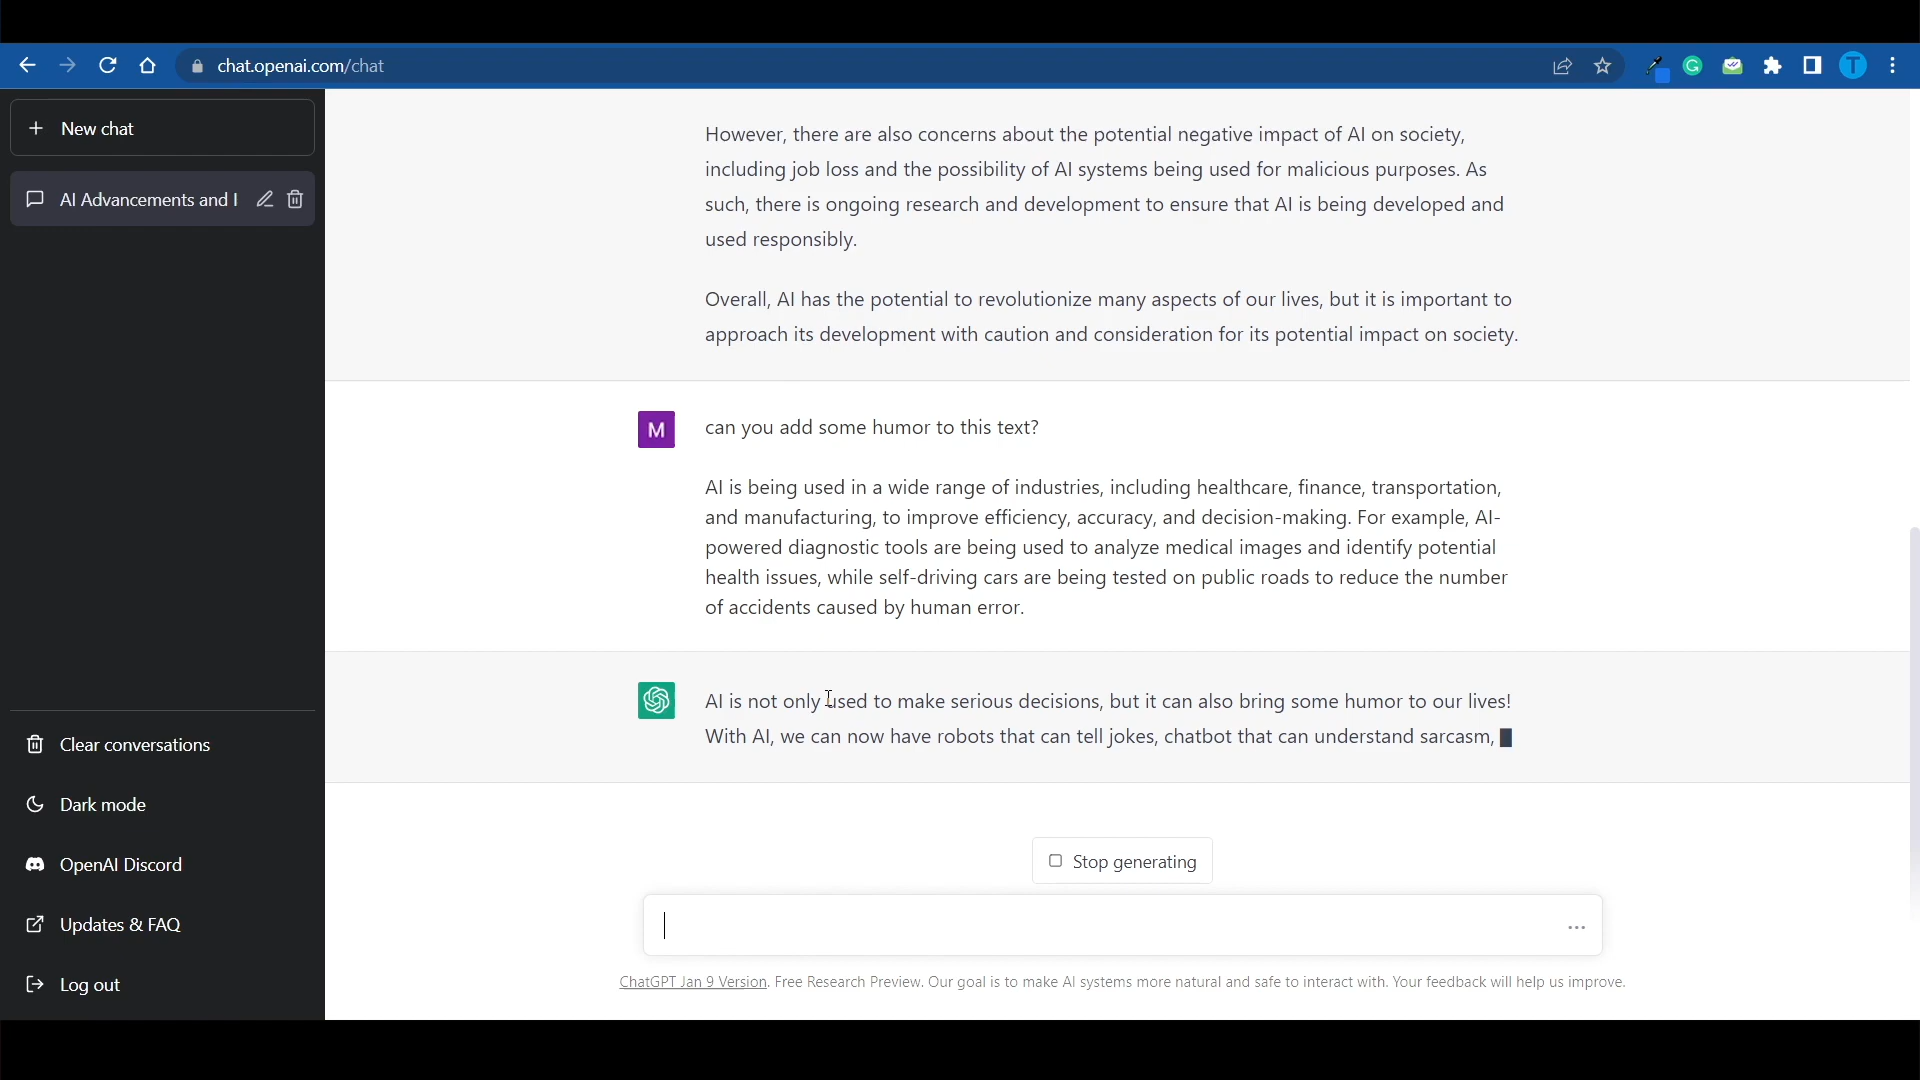 chat.openai.com/chat
T
New chat
AI Advancements and I
However, there are also concerns about the potential negative impact of AI on society,
including job loss and the possibility of AI systems being used for malicious purposes. As
such, there is ongoing research and development to ensure that AI is being developed and
used responsibly.
Overall, AI has the potential to revolutionize many aspects of our lives, but it is important to
approach its development with caution and consideration for its potential impact on society.
M
can you add some humor to this text?
AI is being used in a wide range of industries, including healthcare, finance, transportation,
and manufacturing, to improve efficiency, accuracy, and decision-making. For example, AI-
powered diagnostic tools are being used to analyze medical images and identify potential
health issues, while self-driving cars are being tested on public roads to reduce the number
of accidents caused by human error.
AI is not only used to make serious decisions, but it can also bring some humor to our lives!
With AI, we can now have robots that can tell jokes, chatbot that can understand sarcasm,
Clear conversations
Dark mode
OpenAI Discord
Updates & FAQ
Log out
Stop generating
ChatGPT Jan 9 Version. Free Research Preview. Our goal is to make AI systems more natural and safe to interact with. Your feedback will help us improve.